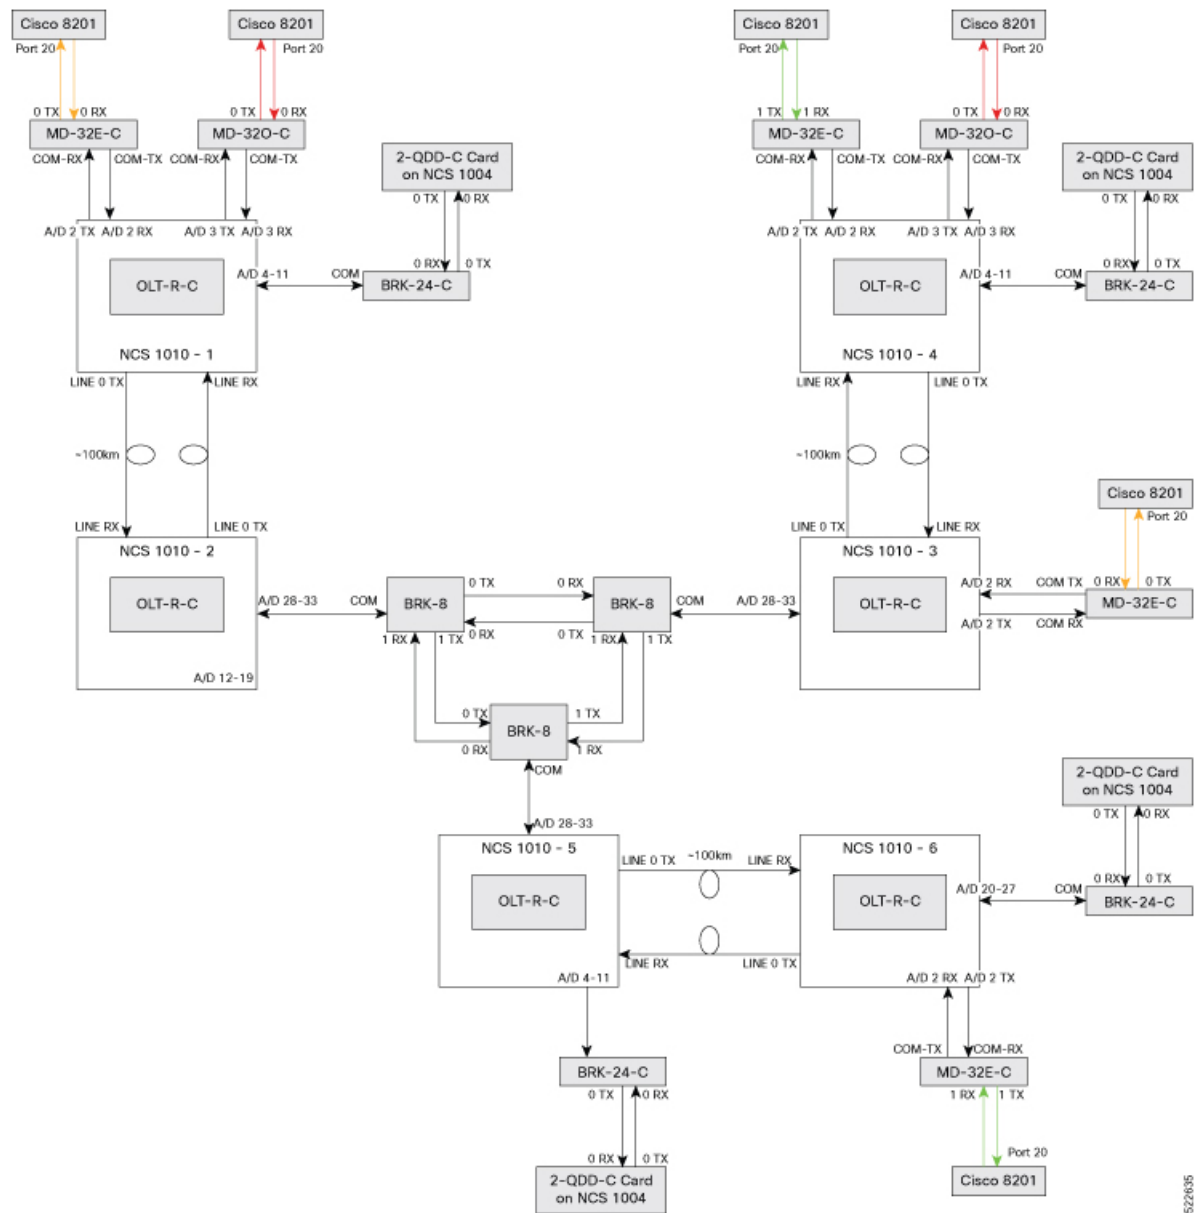 Cisco 8201
Port 20
0 TX
0 RX
MD-32E-C
COM-RX
COM-TX
Cisco 8201
Port 20
0 TX
0 RX
MD-32O-C
COM-RX
COM-TX
2-QDD-C Card
on NCS 1004
0 TX
0 RX
0 RX
0 TX
BRK-24-C
COM
A/D 2 TX
A/D 2 RX
A/D 3 TX
A/D 3 RX
A/D 4-11
OLT-R-C
NCS 1010 - 1
LINE 0 TX
LINE RX
~100km
LINE RX
LINE 0 TX
NCS 1010 - 2
OLT-R-C
A/D 28-33
A/D 12-19
COM
BRK-8
0 TX
0 RX
1 RX
1 TX
0 RX
0 TX
BRK-8
1 RX
1 TX
COM
A/D 28-33
Cisco 8201
Port 20
1 TX
1 RX
MD-32E-C
COM-RX
COM-TX
Cisco 8201
Port 20
0 TX
0 RX
MD-32O-C
COM-RX
COM-TX
2-QDD-C Card
on NCS 1004
0 TX
0 RX
0 RX
0 TX
BRK-24-C
COM
A/D 2 TX
A/D 2 RX
A/D 3 TX
A/D 3 RX
A/D 4-11
OLT-R-C
NCS 1010 - 4
LINE RX
LINE 0 TX
~100km
LINE 0 TX
LINE RX
NCS 1010 - 3
OLT-R-C
A/D 2 RX
A/D 2 TX
COM TX
COM RX
Cisco 8201
Port 20
0 RX
0 TX
MD-32E-C
0 TX
1 TX
BRK-8
0 RX
1 RX
COM
A/D 28-33
NCS 1010 - 5
OLT-R-C
A/D 4-11
LINE 0 TX
~100km
LINE RX
LINE RX
LINE 0 TX
NCS 1010 - 6
OLT-R-C
A/D 20-27
COM
2-QDD-C Card
on NCS 1004
0 TX
0 RX
0 RX
0 TX
BRK-24-C
A/D 2 RX
A/D 2 TX
COM-TX
COM-RX
MD-32E-C
1 RX
1 TX
Port 20
Cisco 8201
BRK-24-C
0 TX
0 RX
0 RX
0 TX
2-QDD-C Card
on NCS 1004
522635